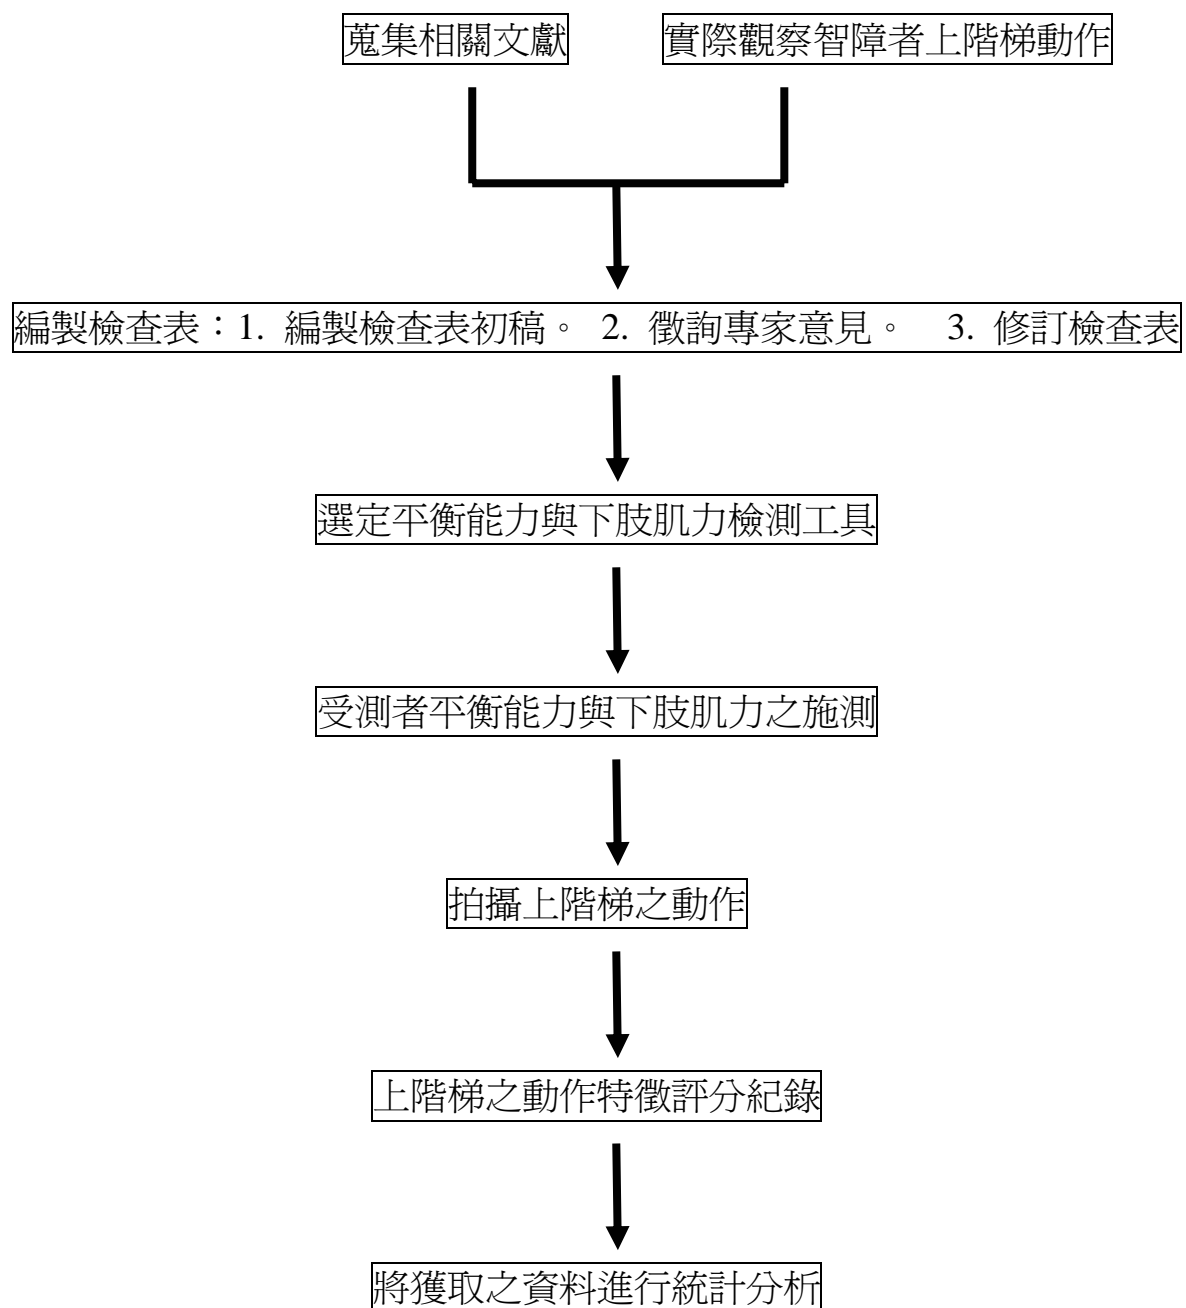 蒐集相關文獻
實際觀察智障者上階梯動作
編製檢查表：1. 編製檢查表初稿。 2. 徵詢專家意見。 3. 修訂檢查表
選定平衡能力與下肢肌力檢測工具
受測者平衡能力與下肢肌力之施測
拍攝上階梯之動作
上階梯之動作特徵評分紀錄
將獲取之資料進行統計分析